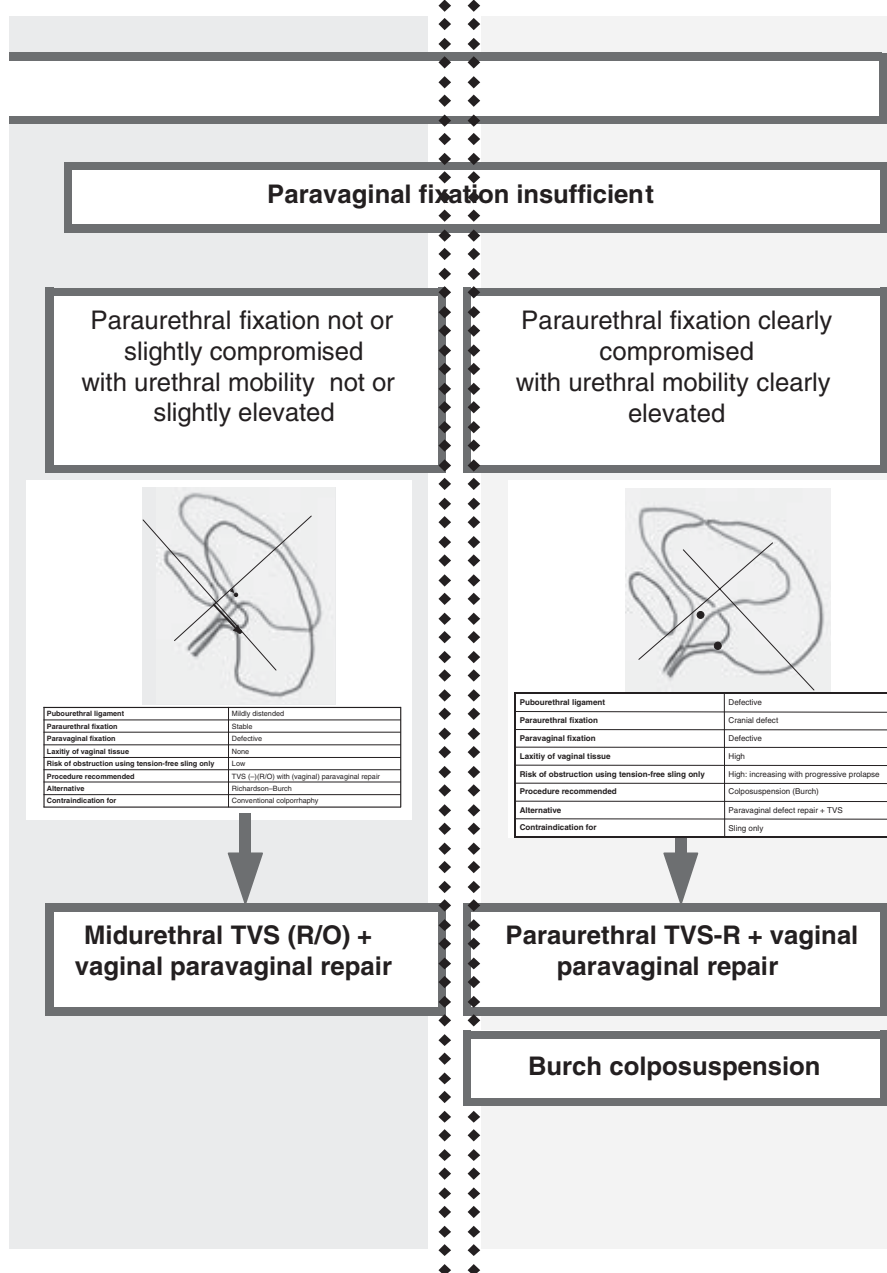 Paravaginal fixation insufficient
Paraurethral fixation not or
slightly compromised
with urethral mobility not or
slightly elevated
Pubourethral ligament Mildly distended
Paraurethral fixation Stable
Paravaginal fixation Defective
Laxitiy of vaginal tissue None
Risk of obstruction using tension-free sling only Low
Procedure recommended TVS (–)(R/O) with (vaginal) paravaginal repair
Alternative Richardson–Burch
Contraindication for Conventional colporrhaphy
Midurethral TVS (R/O) +
vaginal paravaginal repair
Paraurethral fixation clearly
compromised
with urethral mobility clearly
elevated
Pubourethral ligament Defective
Paraurethral fixation Cranial defect
Paravaginal fixation Defective
Laxitiy of vaginal tissue High
Risk of obstruction using tension-free sling only High: increasing with progressive prolapse
Procedure recommended Colposuspension (Burch)
Alternative Paravaginal defect repair + TVS
Contraindication for Sling only
Paraurethral TVS-R + vaginal
paravaginal repair
Burch colposuspension